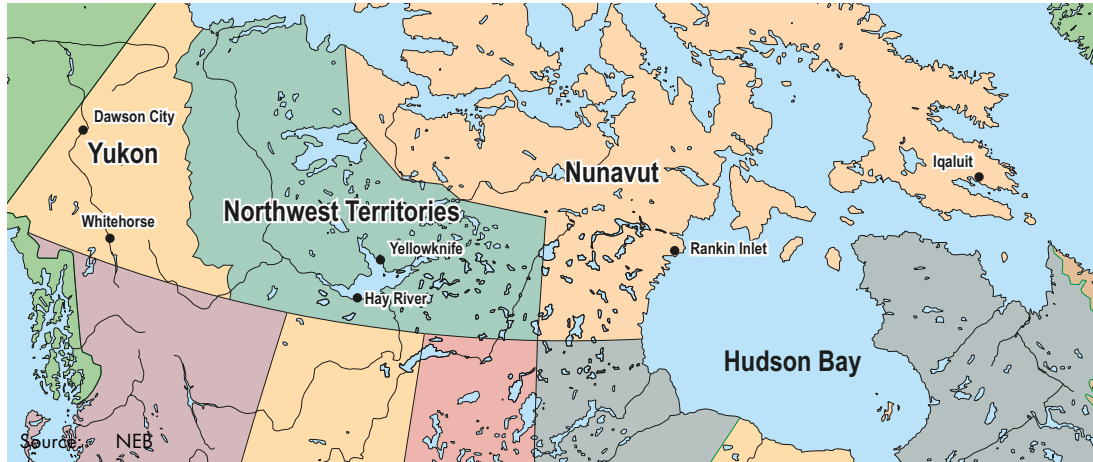 Dawson City
Yukon
Nunavut
Iqaluit
Northwest Territories
Whitehorse
Yellowknife
Rankin Inlet
Hay River
Hudson Bay
Source: NEB